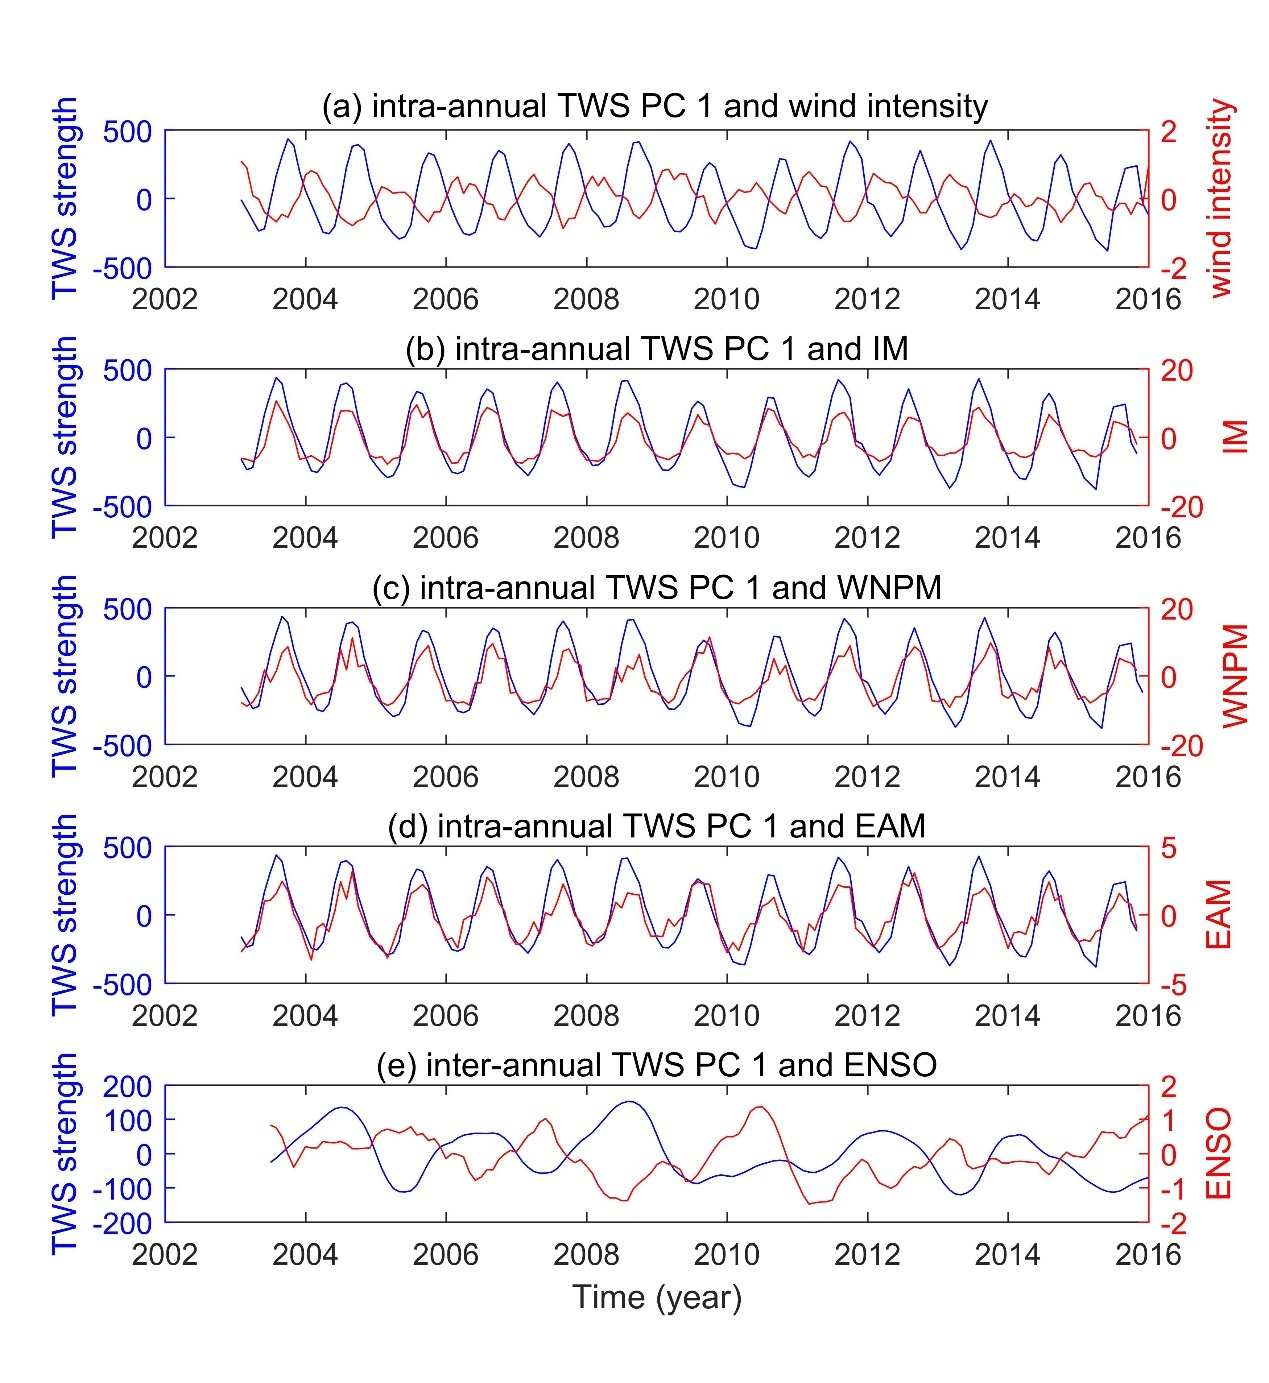 (a) intra-annual TWS PC 1 and wind intensity
TWS strength
500
0
-500
2
0
-2
wind intensity
2002 2004 2006 2008 2010 2012 2014 2016
(b) intra-annual TWS PC 1 and IM
TWS strength
500
0
-500
20
0
-20
IM
2002 2004 2006 2008 2010 2012 2014 2016
(c) intra-annual TWS PC 1 and WNPM
TWS strength
500
0
-500
20
0
-20
WNPM
2002 2004 2006 2008 2010 2012 2014 2016
(d) intra-annual TWS PC 1 and EAM
TWS strength
500
0
-500
5
0
-5
EAM
2002 2004 2006 2008 2010 2012 2014 2016
(e) inter-annual TWS PC 1 and ENSO
TWS strength
200
100
0
-100
-200
2
1
0
-1
-2
ENSO
2002 2004 2006 2008 2010 2012 2014 2016
Time (year)